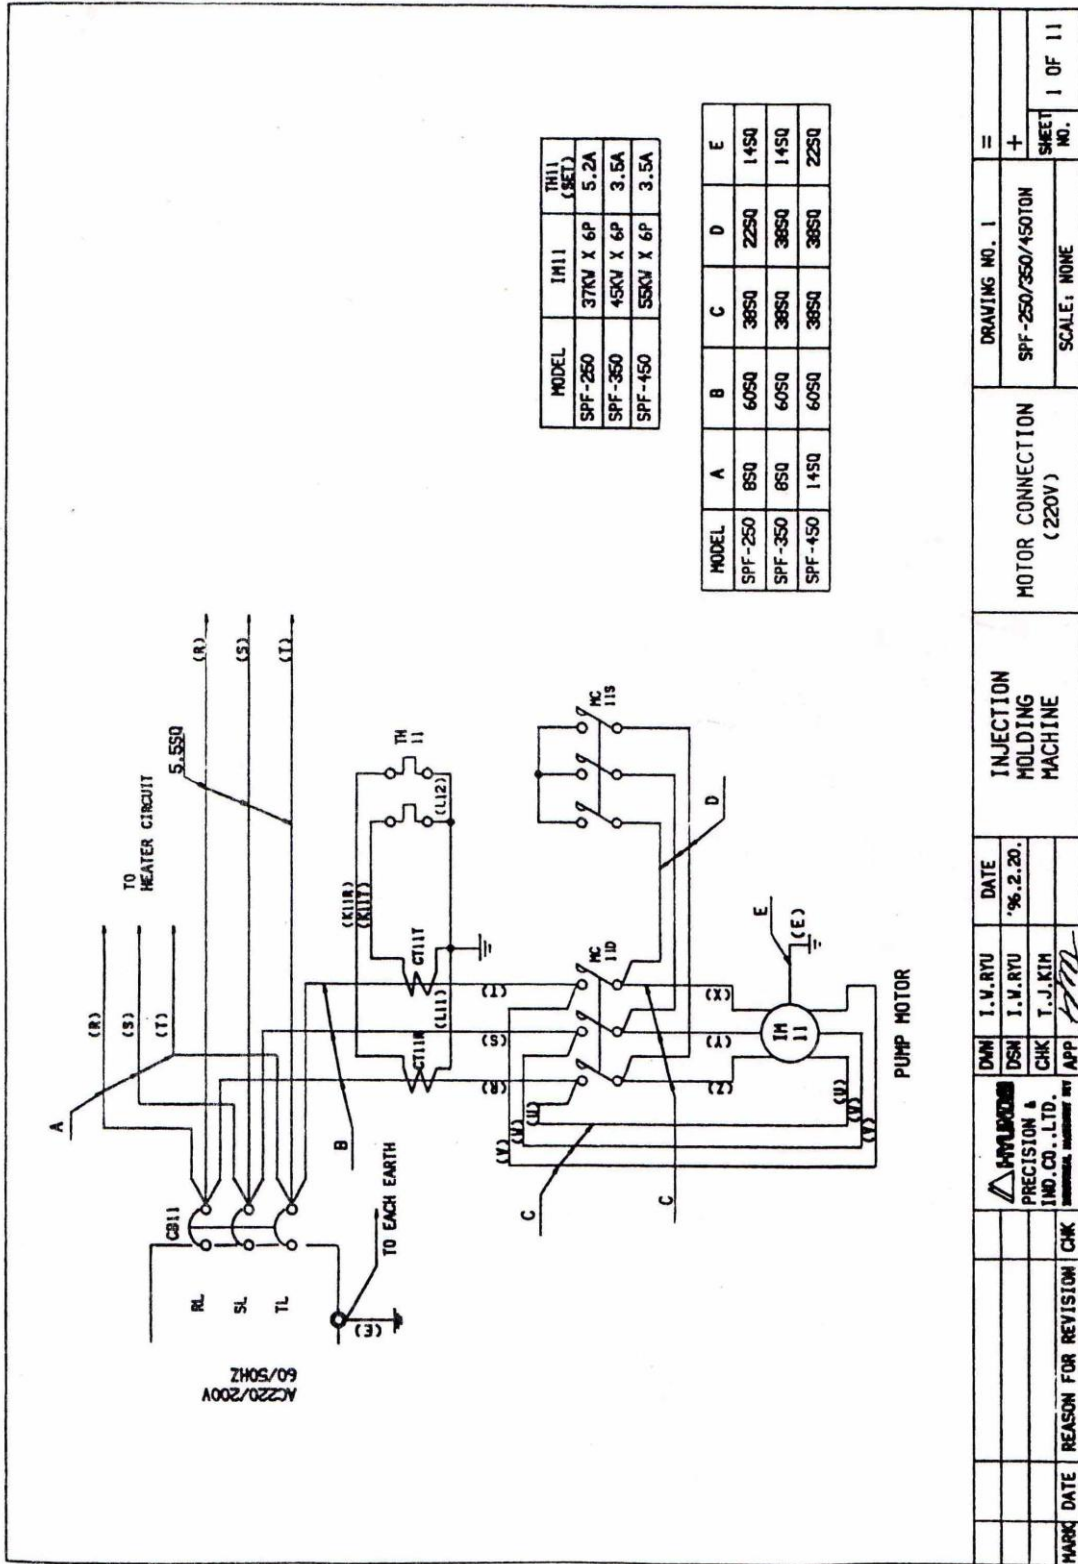 AC220/200V
60/50HZ
RL
SL
TL
CB11
(E)
TO EACH EARTH
A
(R)
(S)
(T)
TO
HEATER CIRCUIT
5.5SQ
(R)
(S)
(T)
B
CT11R
CT11T
(L11)
(K11R)
(K11T)
(L12)
TH
11
(R)
(S)
(T)
MC
11D
MC
11S
(V)
(W)
(U)
C
C
D
(Z)
(Y)
(X)
IM
11
E
(E)
(U)
(W)
(V)
PUMP MOTOR
MODEL IM11 TH11 (SET)
SPF-250 37KW X 6P 5.2A
SPF-350 45KW X 6P 3.5A
SPF-450 55KW X 6P 3.5A
MODEL A B C D E
SPF-250 8SQ 60SQ 38SQ 22SQ 14SQ
SPF-350 8SQ 60SQ 38SQ 38SQ 14SQ
SPF-450 14SQ 60SQ 38SQ 38SQ 22SQ
MARK DATE REASON FOR REVISION CHK
HYUNDAI
PRECISION &
IND.CO.,LTD.
DWN I.W.RYU DATE
DSN I.W.RYU '96.2.20.
CHK T.J.KIM
APP
INJECTION
MOLDING
MACHINE
MOTOR CONNECTION
(220V)
DRAWING NO. 1
SPF-250/350/450TON
SCALE: NONE
=
+
SHEET
NO.
1 OF 11